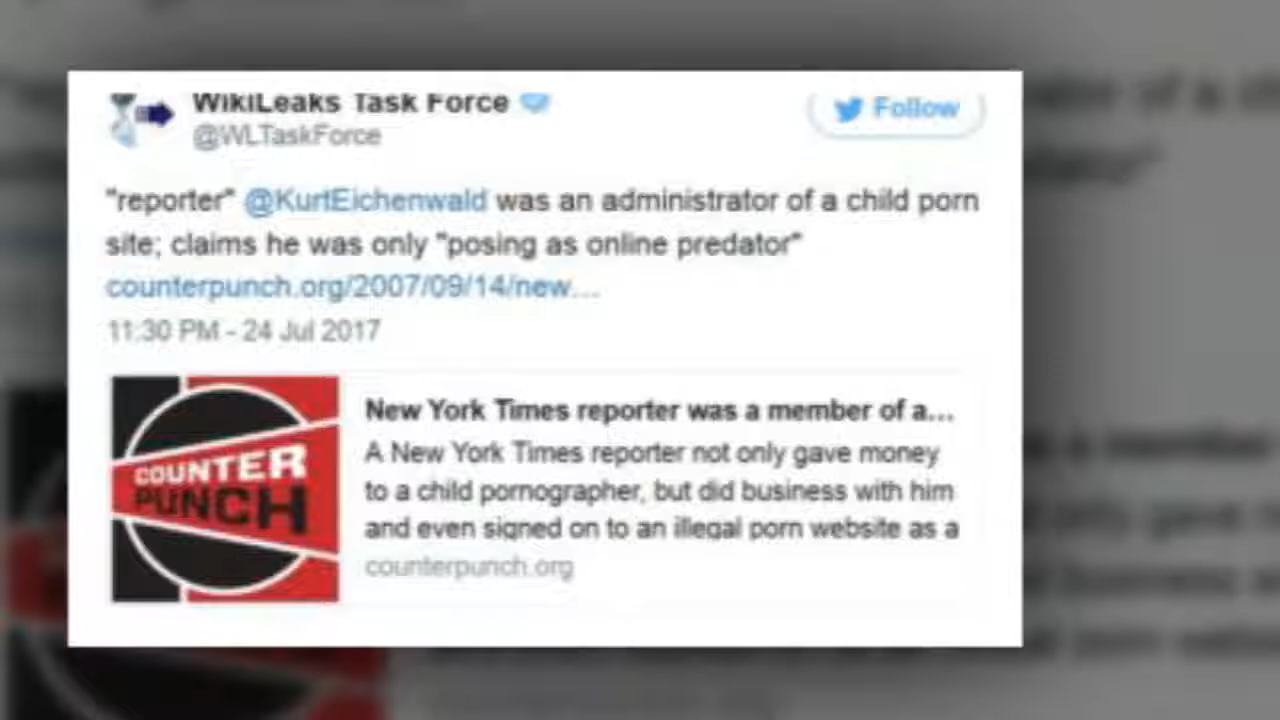 WikiLeaks Task Force
@WLTaskForce
Follow
"reporter" @KurtEichenwald was an administrator of a child porn
site; claims he was only "posing as online predator"
counterpunch.org/2007/09/14/new…
11:30 PM - 24 Jul 2017
COUNTER
PUNCH
New York Times reporter was a member of a...
A New York Times reporter not only gave money
to a child pornographer, but did business with him
and even signed on to an illegal porn website as a
counterpunch.org